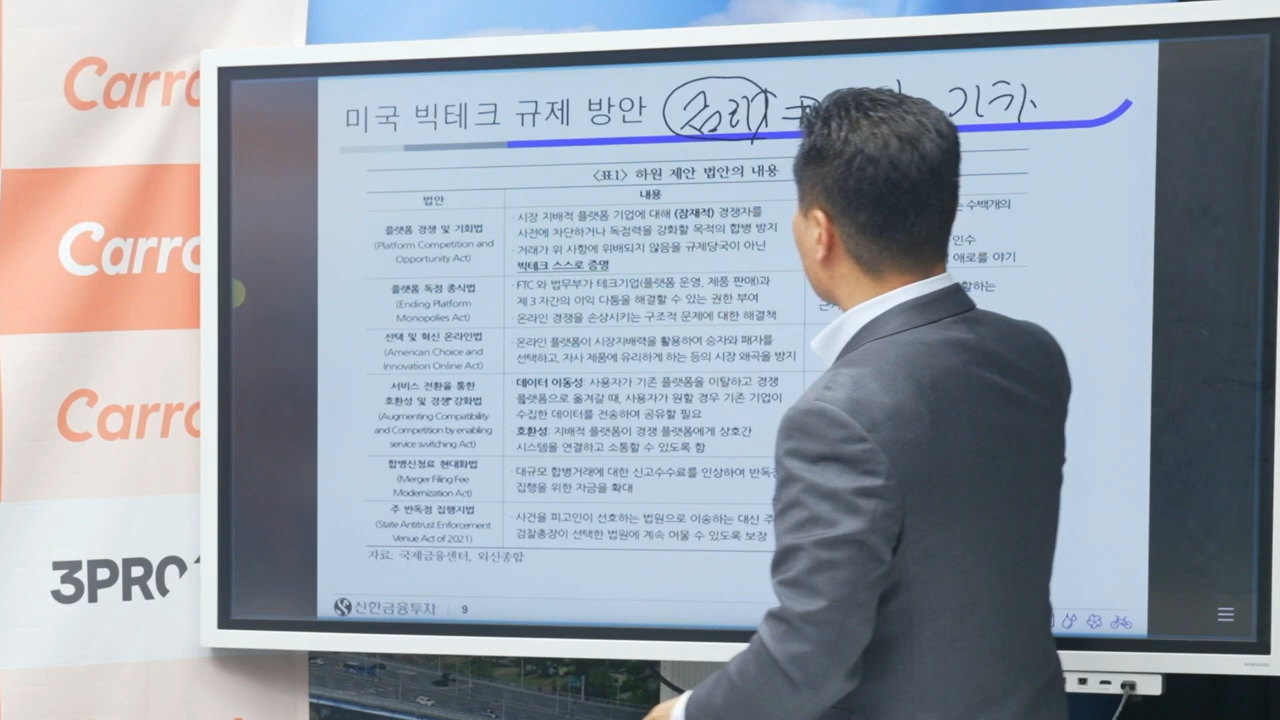 Carro
Carro
Carro
3PRO
미국 빅테크 규제 방안 금리 기차
<표1> 하원 제안 법안의 내용
법안
내용
플랫폼 경쟁 및 기회법
(Platform Competition and
Opportunity Act)
· 시장 지배적 플랫폼 기업에 대해 (잠재적) 경쟁자를
사전에 차단하거나 독점력을 강화할 목적의 합병 방지
· 거래가 위 사항에 위배되지 않음을 규제당국이 아닌
빅테크 스스로 증명
수백개의
인수
애로를 야기
플랫폼 독점 종식법
(Ending Platform
Monopolies Act)
· FTC 와 법무부가 테크기업(플랫폼 운영, 제품 판매)과
제 3 자간의 이익 다툼을 해결할 수 있는 권한 부여
· 온라인 경쟁을 손상시키는 구조적 문제에 대한 해결책
선택 및 혁신 온라인법
(American Choice and
Innovation Online Act)
· 온라인 플랫폼이 시장지배력을 활용하여 승자와 패자를
선택하고, 자사 제품에 유리하게 하는 등의 시장 왜곡을 방지
서비스 전환을 통한
호환성 및 경쟁 강화법
(Augmenting Compatibility
and Competition by enabling
service switching Act)
· 데이터 이동성: 사용자가 기존 플랫폼을 이탈하고 경쟁
플랫폼으로 옮겨갈 때, 사용자가 원할 경우 기존 기업이
수집한 데이터를 전송하여 공유할 필요
· 호환성: 지배적 플랫폼이 경쟁 플랫폼에게 상호간
시스템을 연결하고 소통할 수 있도록 함
합병신청료 현대화법
(Merger Filing Fee
Modernization Act)
· 대규모 합병거래에 대한 신고수수료를 인상하여 반독점
집행을 위한 자금을 확대
주 반독점 집행지법
(State Antitrust Enforcement
Venue Act of 2021)
· 사건을 피고인이 선호하는 법원으로 이송하는 대신 주
검찰총장이 선택한 법원에 계속 머물 수 있도록 보장
자료: 국제금융센터, 외신종합
신한금융투자 9
SAMSUNG